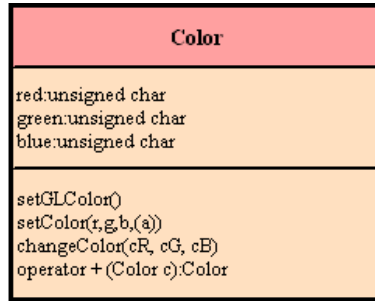 Color
red:unsigned char
green:unsigned char
blue:unsigned char
setGLColor()
setColor(r,g,b,(a))
changeColor(cR, cG, cB)
operator + (Color c):Color